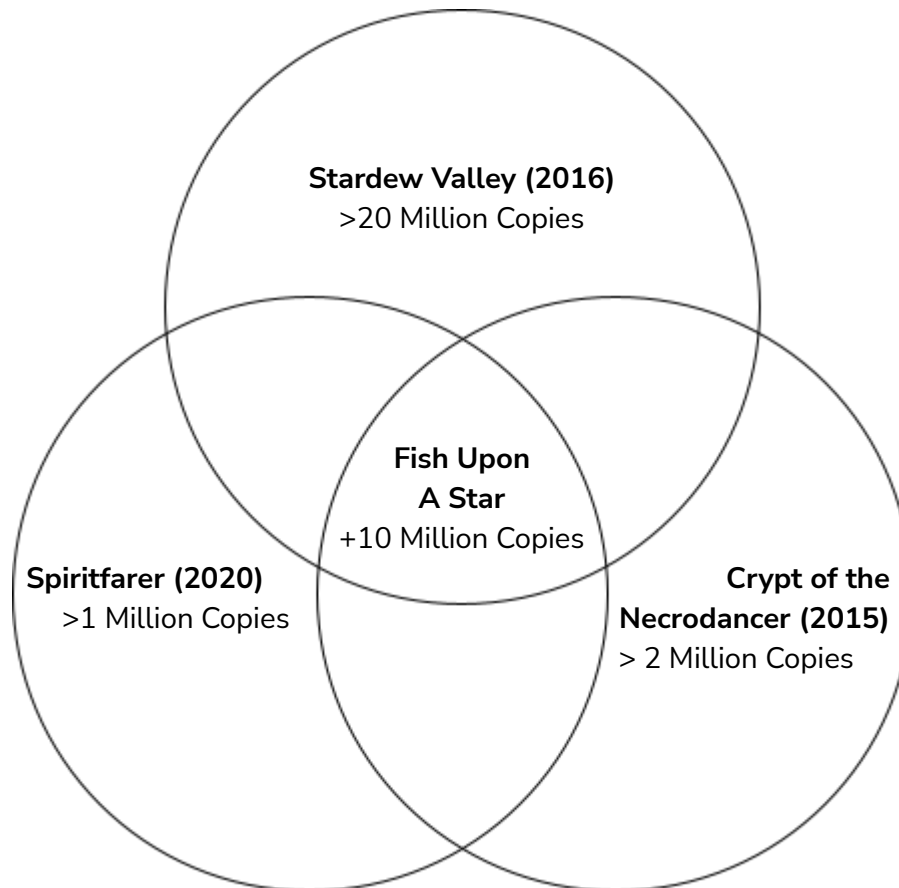 Stardew Valley (2016)
>20 Million Copies
Fish Upon
A Star
+10 Million Copies
Spiritfarer (2020)
>1 Million Copies
Crypt of the
Necrodancer (2015)
> 2 Million Copies